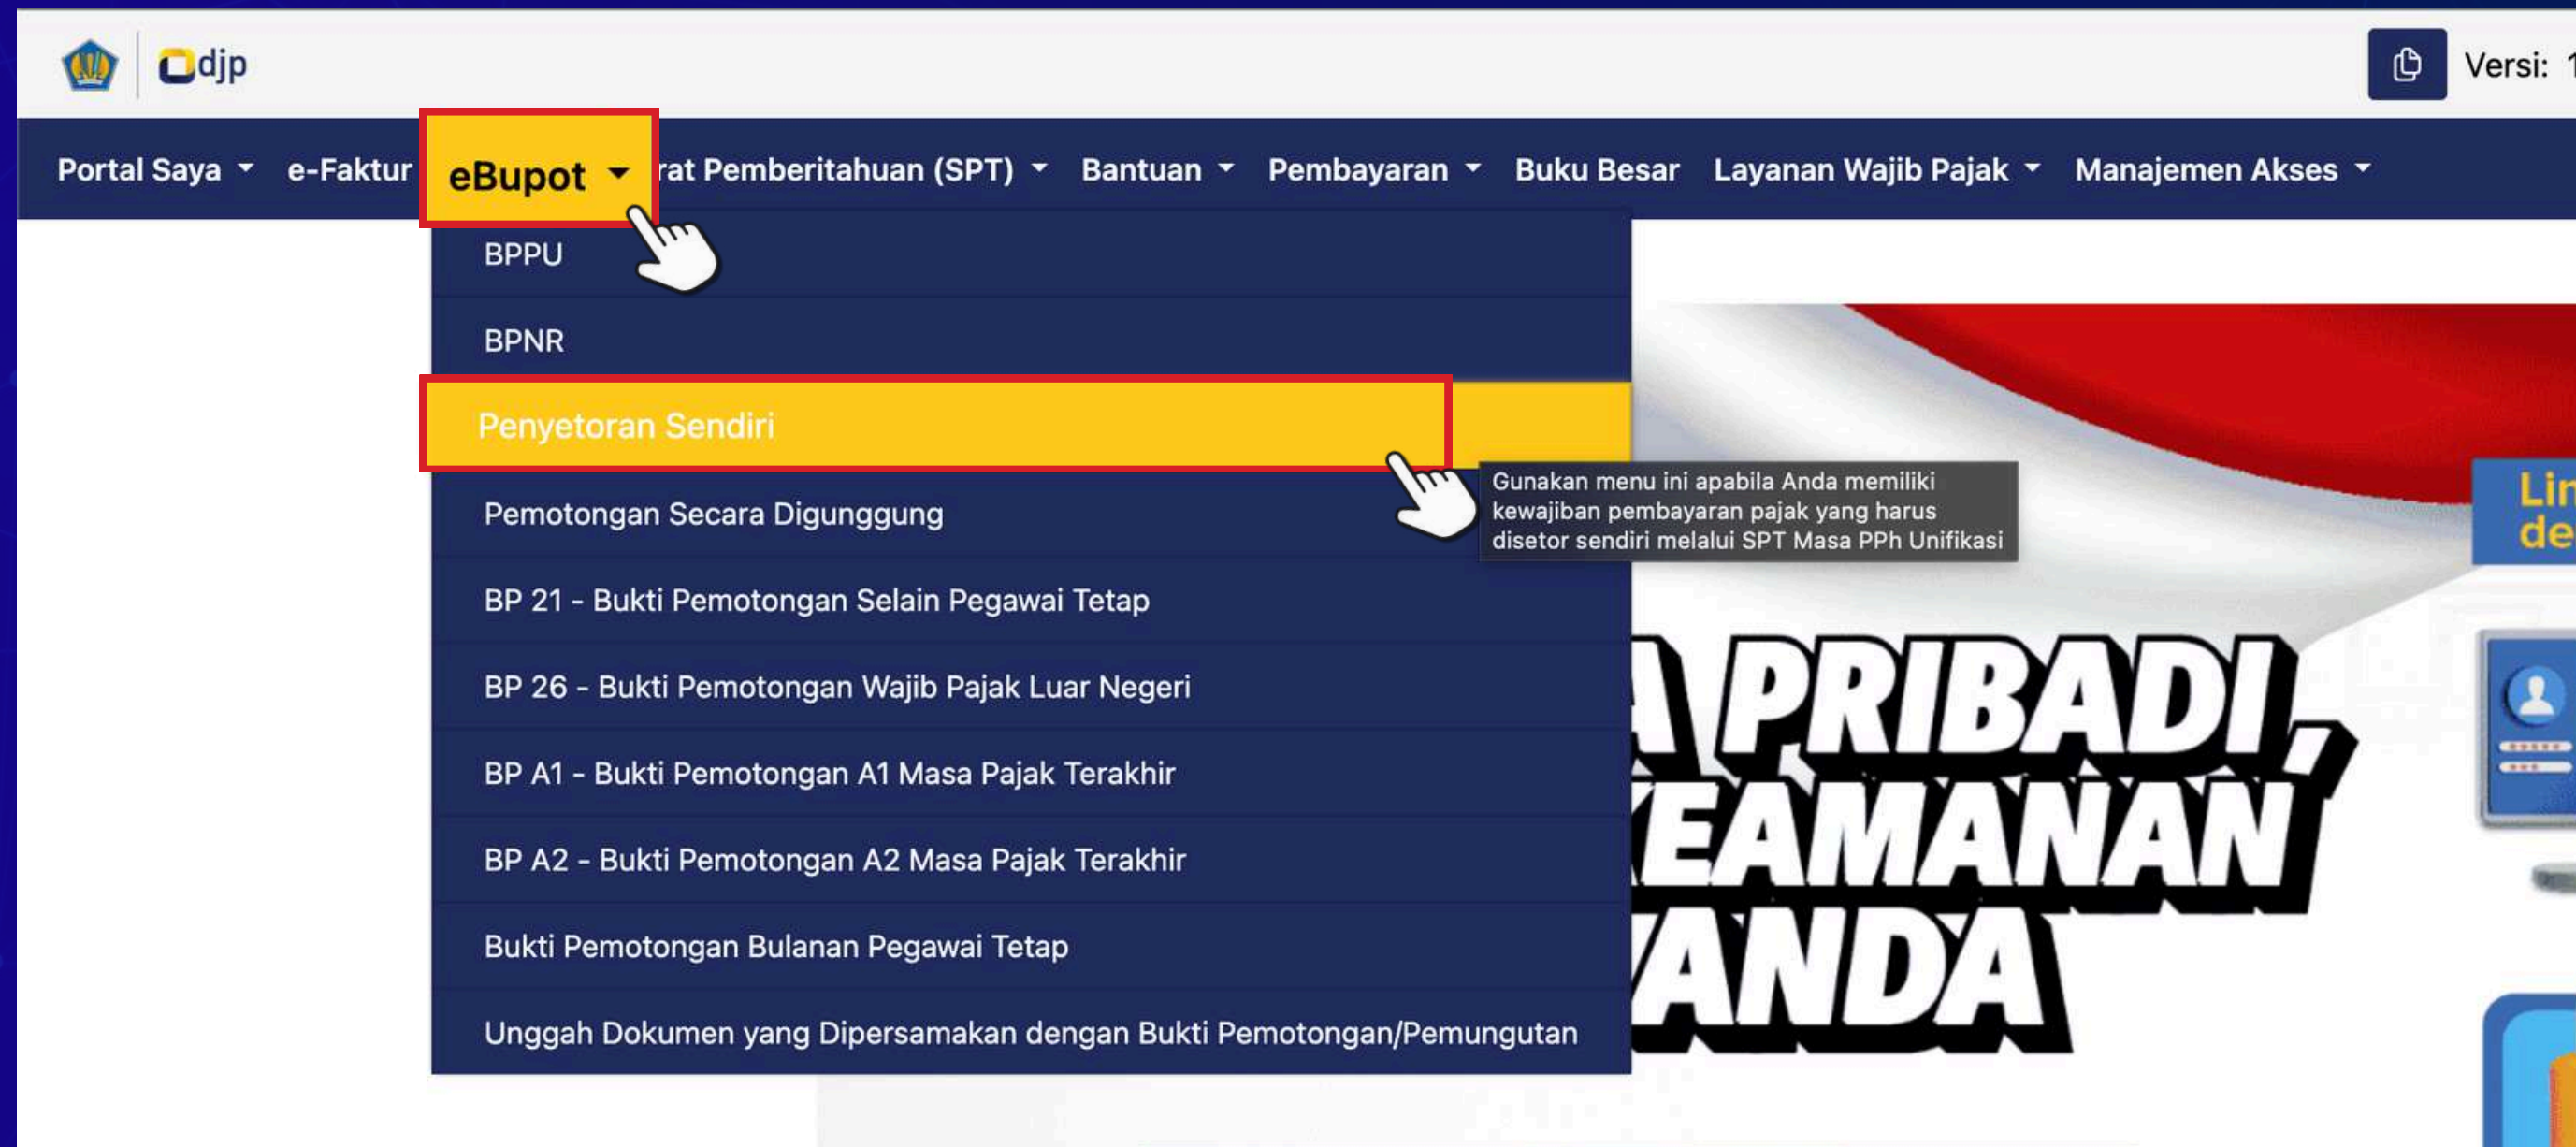 djp
Versi: 1
Portal Saya e-Faktur eBupot rat Pemberitahuan (SPT) Bantuan Pembayaran Buku Besar Layanan Wajib Pajak Manajemen Akses
BPPU
BPNR
Penyetoran Sendiri
Gunakan menu ini apabila Anda memiliki
kewajiban pembayaran pajak yang harus
disetor sendiri melalui SPT Masa PPh Unifikasi
Pemotongan Secara Digunggung
BP 21 - Bukti Pemotongan Selain Pegawai Tetap
BP 26 - Bukti Pemotongan Wajib Pajak Luar Negeri
BP A1 - Bukti Pemotongan A1 Masa Pajak Terakhir
BP A2 - Bukti Pemotongan A2 Masa Pajak Terakhir
Bukti Pemotongan Bulanan Pegawai Tetap
Unggah Dokumen yang Dipersamakan dengan Bukti Pemotongan/Pemungutan
A PRIBADI,
KEAMANAN
ANDA